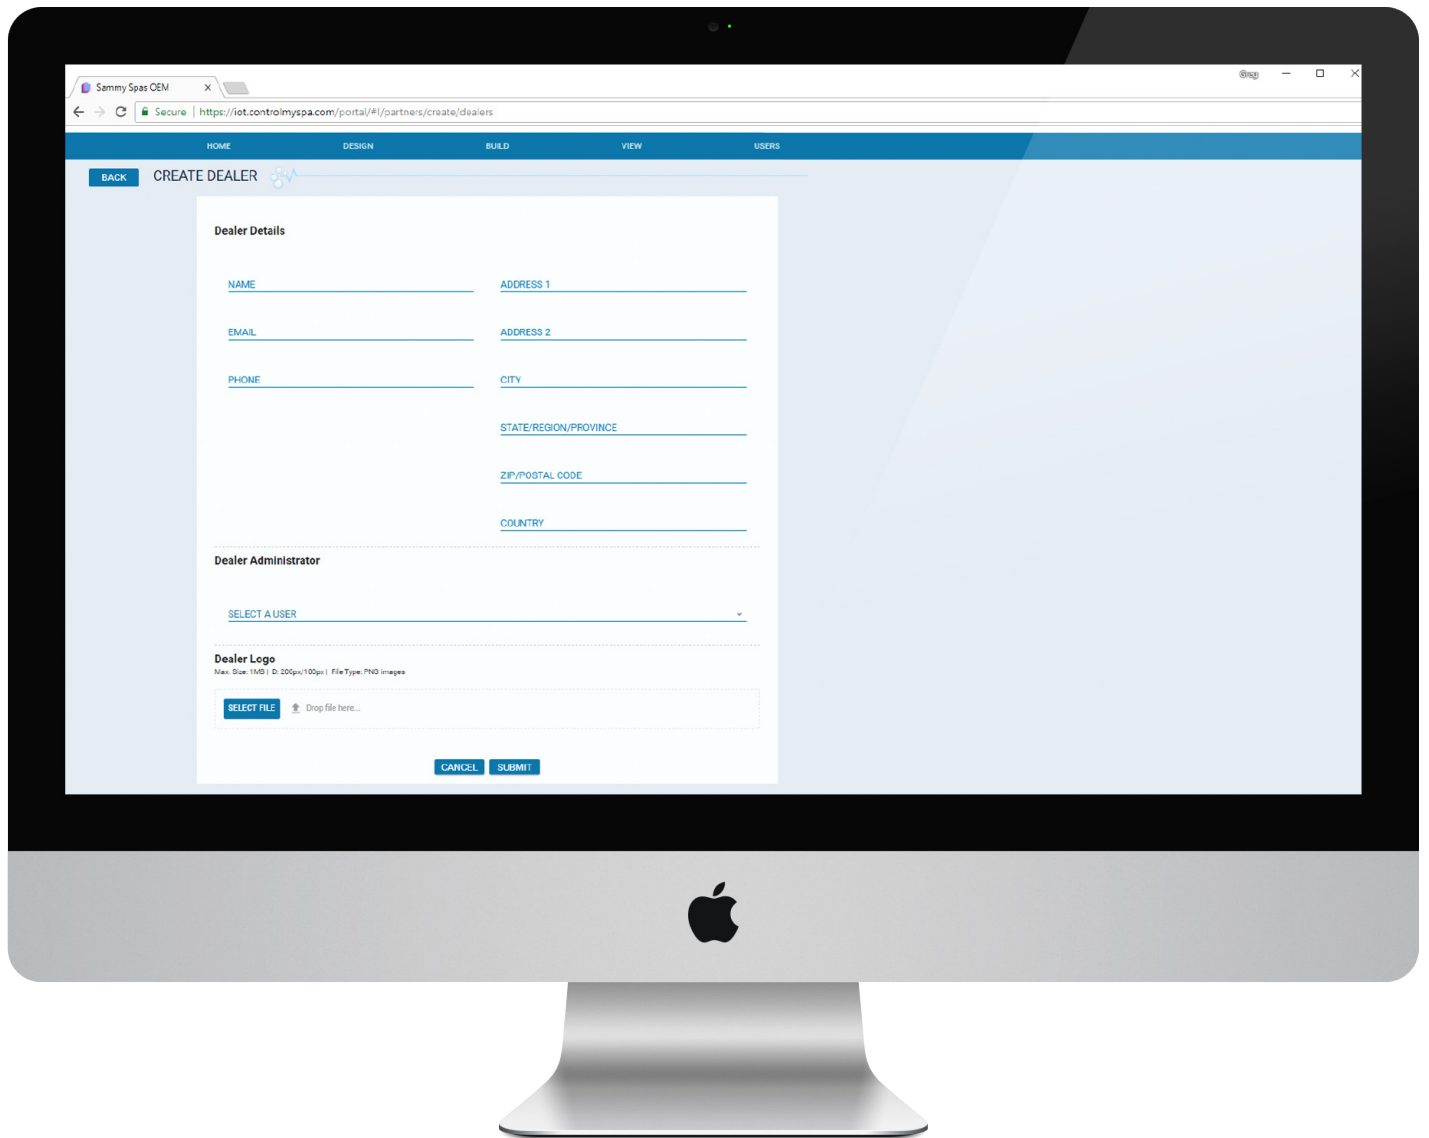 Greg
Sammy Spas OEM
Secure | https://iot.controlmyspa.com/portal/#!/partners/create/dealers
HOME DESIGN BUILD VIEW USERS
BACK CREATE DEALER
Dealer Details
NAME ADDRESS 1
EMAIL ADDRESS 2
PHONE CITY
STATE/REGION/PROVINCE
ZIP/POSTAL CODE
COUNTRY
Dealer Administrator
SELECT A USER
Dealer Logo
Max. Size: 1MB | D: 200px/100px | File Type: PNG images
SELECT FILE Drop file here...
CANCEL SUBMIT